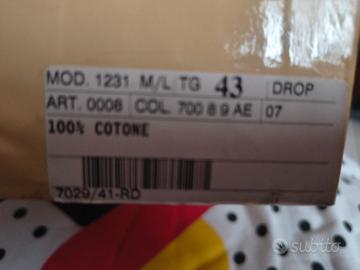 MOD. 1231 M/L TG 43 DROP
ART. 0008 COL. 700 8 9 AE 07
100% COTONE
7029/41-RD
subito